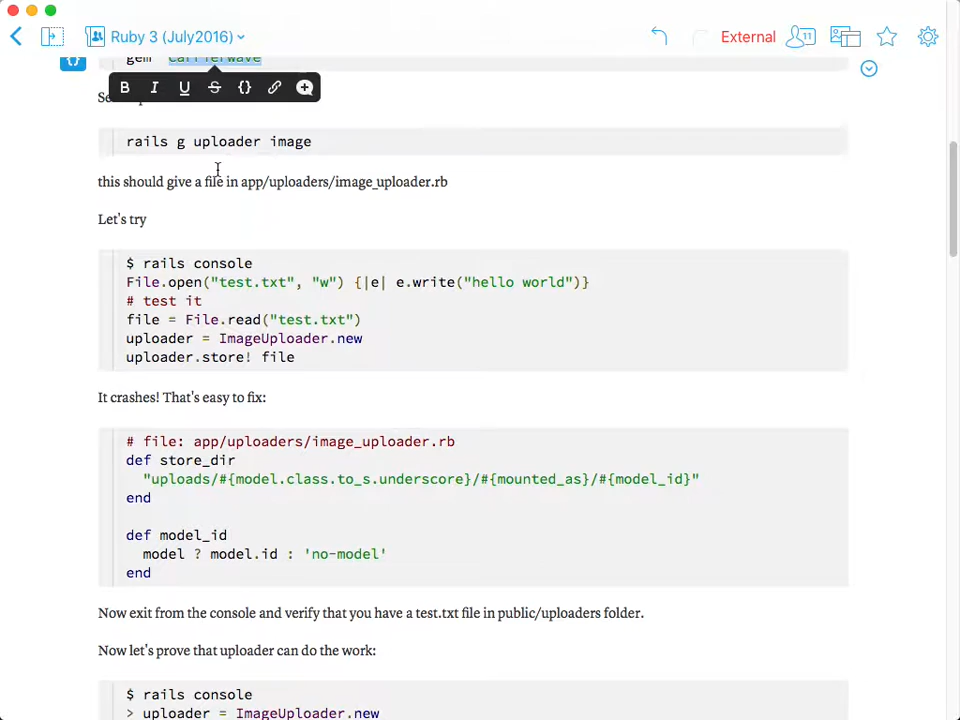 Ruby 3 (July2016)
External
11
gem "carrierwave"
B I U S {}
rails g uploader image
this should give a file in app/uploaders/image_uploader.rb
Let's try
$ rails console
File.open("test.txt", "w") {|e| e.write("hello world")}
# test it
file = File.read("test.txt")
uploader = ImageUploader.new
uploader.store! file
It crashes! That's easy to fix:
# file: app/uploaders/image_uploader.rb
def store_dir
"uploads/#{model.class.to_s.underscore}/#{mounted_as}/#{model_id}"
end
def model_id
model ? model.id : 'no-model'
end
Now exit from the console and verify that you have a test.txt file in public/uploaders folder.
Now let's prove that uploader can do the work:
$ rails console
> uploader = ImageUploader.new